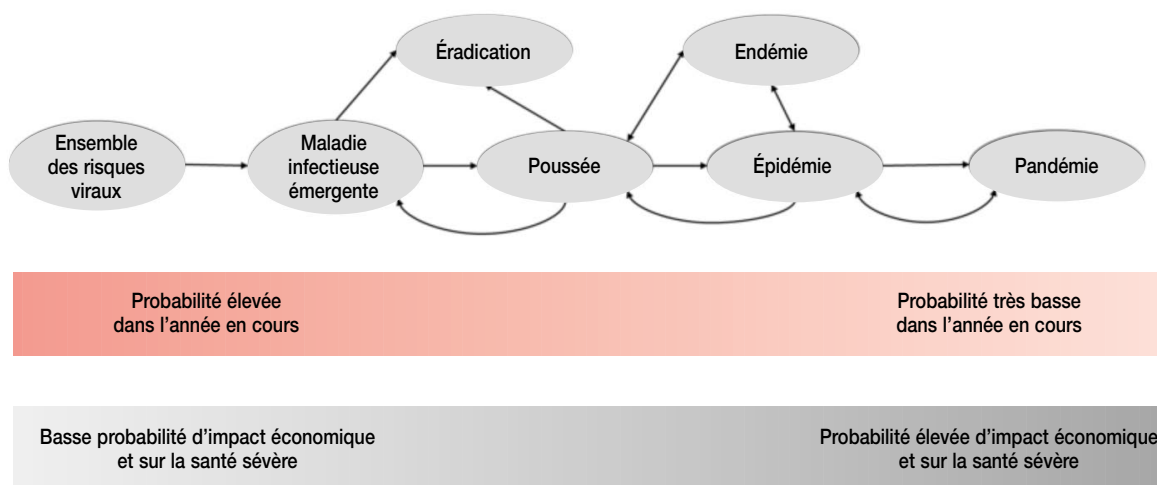 Éradication
Endémie
Ensemble
des risques
viraux
Maladie
infectieuse
émergente
Poussée
Épidémie
Pandémie
Probabilité élevée
dans l’année en cours
Probabilité très basse
dans l’année en cours
Basse probabilité d’impact économique
et sur la santé sévère
Probabilité élevée d’impact économique
et sur la santé sévère